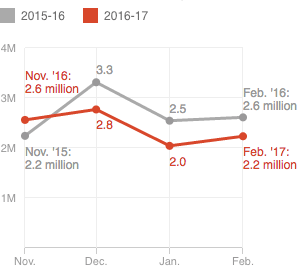 2015-16 2016-17
4M
3.3
Nov. '16:
2.6 million
Feb. '16:
2.6 million
3M
2.5
2.8
Nov. '15:
2.2 million
2M
2.0
Feb. '17:
2.2 million
1M
Nov. Dec. Jan. Feb.